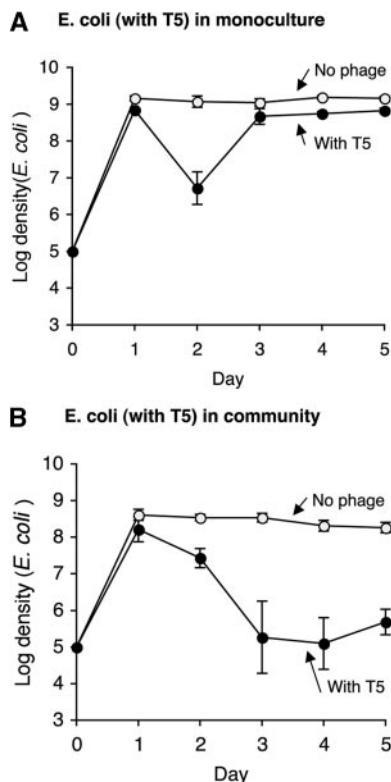 A E. coli (with T5) in monoculture
10
9
8
7
6
5
4
3
Log density(E. coli )
No phage
With T5
0 1 2 3 4 5
Day
B E. coli (with T5) in community
10
9
8
7
6
5
4
3
Log density (E. coli )
No phage
With T5
0 1 2 3 4 5
Day